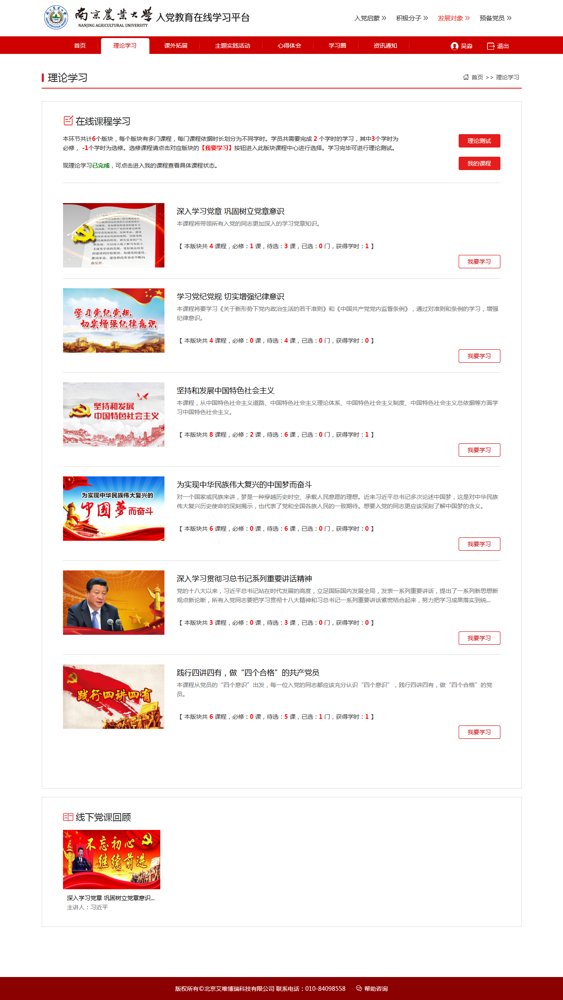 南京農業大学 入党教育在线学习平台
NANJING AGRICULTURAL UNIVERSITY
入党启蒙 积极分子 发展对象 预备党员
首页 理论学习 课外拓展 主题实践活动 心得体会 学习圈 资讯通知 吴淼 退出
理论学习
首页 >> 理论学习
在线课程学习
本环节共计6个版块，每个版块有多门课程，每门课程依据时长划分为不同学时。学员共需要完成 2 个学时的学习，其中3个学时为
必修， -1个学时为选修。选修课程请点击对应版块的【我要学习】按钮进入此版块课程中心进行选择。学习完毕可进行理论测试。
理论测试
现理论学习已完成，可点击进入我的课程查看具体课程状态。
我的课程
深入学习党章 巩固树立党章意识
本课程将带领所有入党的同志更加深入的学习党章知识。
【 本版块共 4 课程，必修：1 课，待选：3 课，已选：0 门，获得学时：1 】
我要学习
学习党纪党规
切实增强纪律意识
学习党纪党规 切实增强纪律意识
本课程将要学习《关于新形势下党内政治生活的若干准则》和《中国共产党党内监督条例》，通过对准则和条例的学习，增强
纪律意识。
【 本版块共 4 课程，必修：0 课，待选：4 课，已选：0 门，获得学时：0 】
我要学习
坚持和发展
中国特色社会主义
坚持和发展中国特色社会主义
本课程，从中国特色社会主义道路、中国特色社会主义理论体系、中国特色社会主义制度、中国特色社会主义总依据等方面学
习中国特色社会主义。
【 本版块共 8 课程，必修：2 课，待选：6 课，已选：0 门，获得学时：1 】
我要学习
为实现中华民族伟大复兴的
中國夢而奋斗
为实现中华民族伟大复兴的中国梦而奋斗
对一个国家或民族来讲，梦是一种穿越历史时空、承载人民意愿的理想。近来习近平总书记多次论述中国梦，这是对中华民族
伟大复兴历史使命的深刻揭示，也代表了党和全国各族人民的一致期待。想要入党的同志更应该深刻了解中国梦的含义。
【 本版块共 6 课程，必修：0 课，待选：6 课，已选：0 门，获得学时：0 】
我要学习
深入学习贯彻习总书记系列重要讲话精神
党的十八大以来，习近平总书记站在时代发展的高度，立足国际国内发展全局，发表一系列重要讲话，提出了一系列新思想新
观点新论断，所有入党同志要把学习贯彻十八大精神和习总书记一系列重要讲话紧密结合起来，努力把学习成果落实到统...
【 本版块共 3 课程，必修：0 课，待选：3 课，已选：0 门，获得学时：0 】
我要学习
践行四讲四有
践行四讲四有，做“四个合格”的共产党员
本课程从党员的“四个意识”出发，每一位入党的同志都应该充分认识“四个意识”，践行四讲四有，做“四个合格”的党
员。
【 本版块共 6 课程，必修：0 课，待选：5 课，已选：1 门，获得学时：1 】
我要学习
线下党课回顾
不忘初心
继续前进
深入学习党章 巩固树立党章意识...
主讲人：习近平
版权所有©北京艾唯博瑞科技有限公司 联系电话：010-84098558 帮助咨询